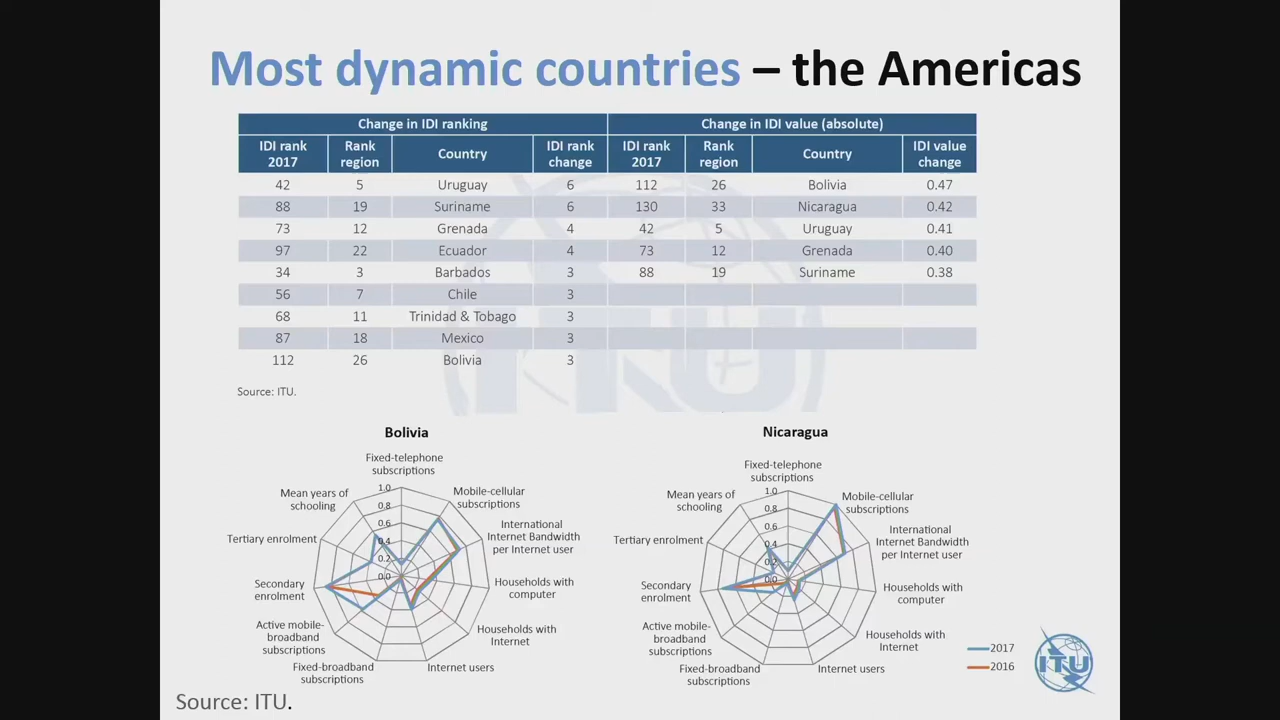 Most dynamic countries – the Americas
Change in IDI ranking Change in IDI value (absolute)
IDI rank 2017 Rank region Country IDI rank change IDI rank 2017 Rank region Country IDI value change
42 5 Uruguay 6 112 26 Bolivia 0.47
88 19 Suriname 6 130 33 Nicaragua 0.42
73 12 Grenada 4 42 5 Uruguay 0.41
97 22 Ecuador 4 73 12 Grenada 0.40
34 3 Barbados 3 88 19 Suriname 0.38
56 7 Chile 3
68 11 Trinidad & Tobago 3
87 18 Mexico 3
112 26 Bolivia 3
Source: ITU.
Bolivia
Fixed-telephone
subscriptions
Mobile-cellular
subscriptions
International
Internet Bandwidth
per Internet user
Households with
computer
Households with
Internet
Internet users
Fixed-broadband
subscriptions
Active mobile-
broadband
subscriptions
Secondary
enrolment
Tertiary enrolment
Mean years of
schooling
1.0
0.8
0.6
0.4
0.2
0.0
Nicaragua
Fixed-telephone
subscriptions
Mobile-cellular
subscriptions
International
Internet Bandwidth
per Internet user
Households with
computer
Households with
Internet
Internet users
Fixed-broadband
subscriptions
Active mobile-
broadband
subscriptions
Secondary
enrolment
Tertiary enrolment
Mean years of
schooling
1.0
0.8
0.6
0.4
0.2
0.0
2017
2016
ITU
Source: ITU.